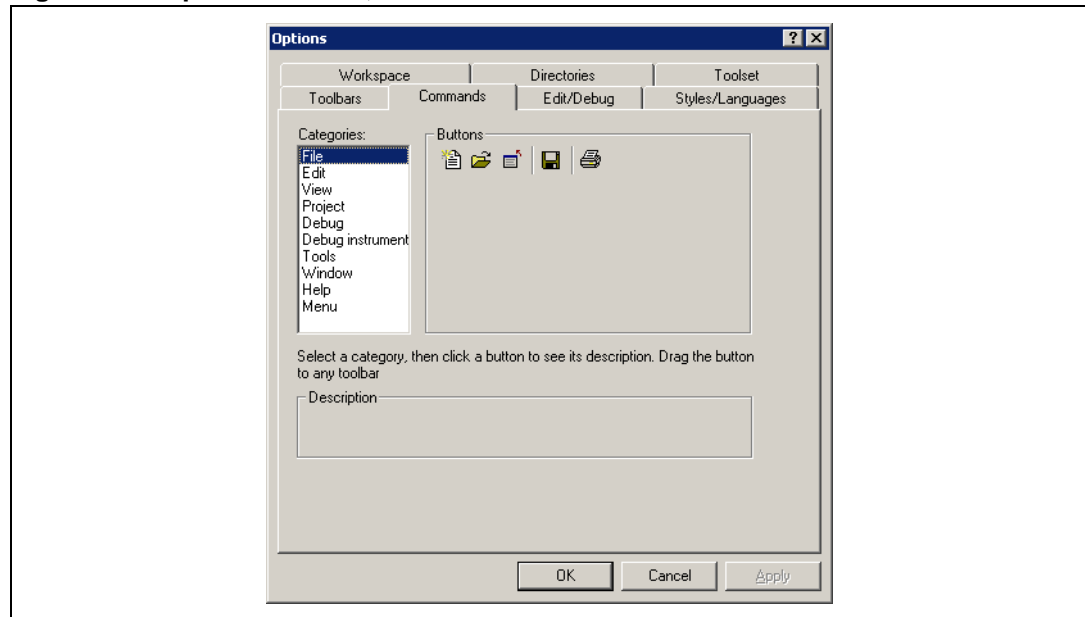 Options
Workspace Directories Toolset
Toolbars Commands Edit/Debug Styles/Languages
Categories:
Buttons
File
Edit
View
Project
Debug
Debug instrument
Tools
Window
Help
Menu
Select a category, then click a button to see its description. Drag the button
to any toolbar
Description
OK Cancel Apply